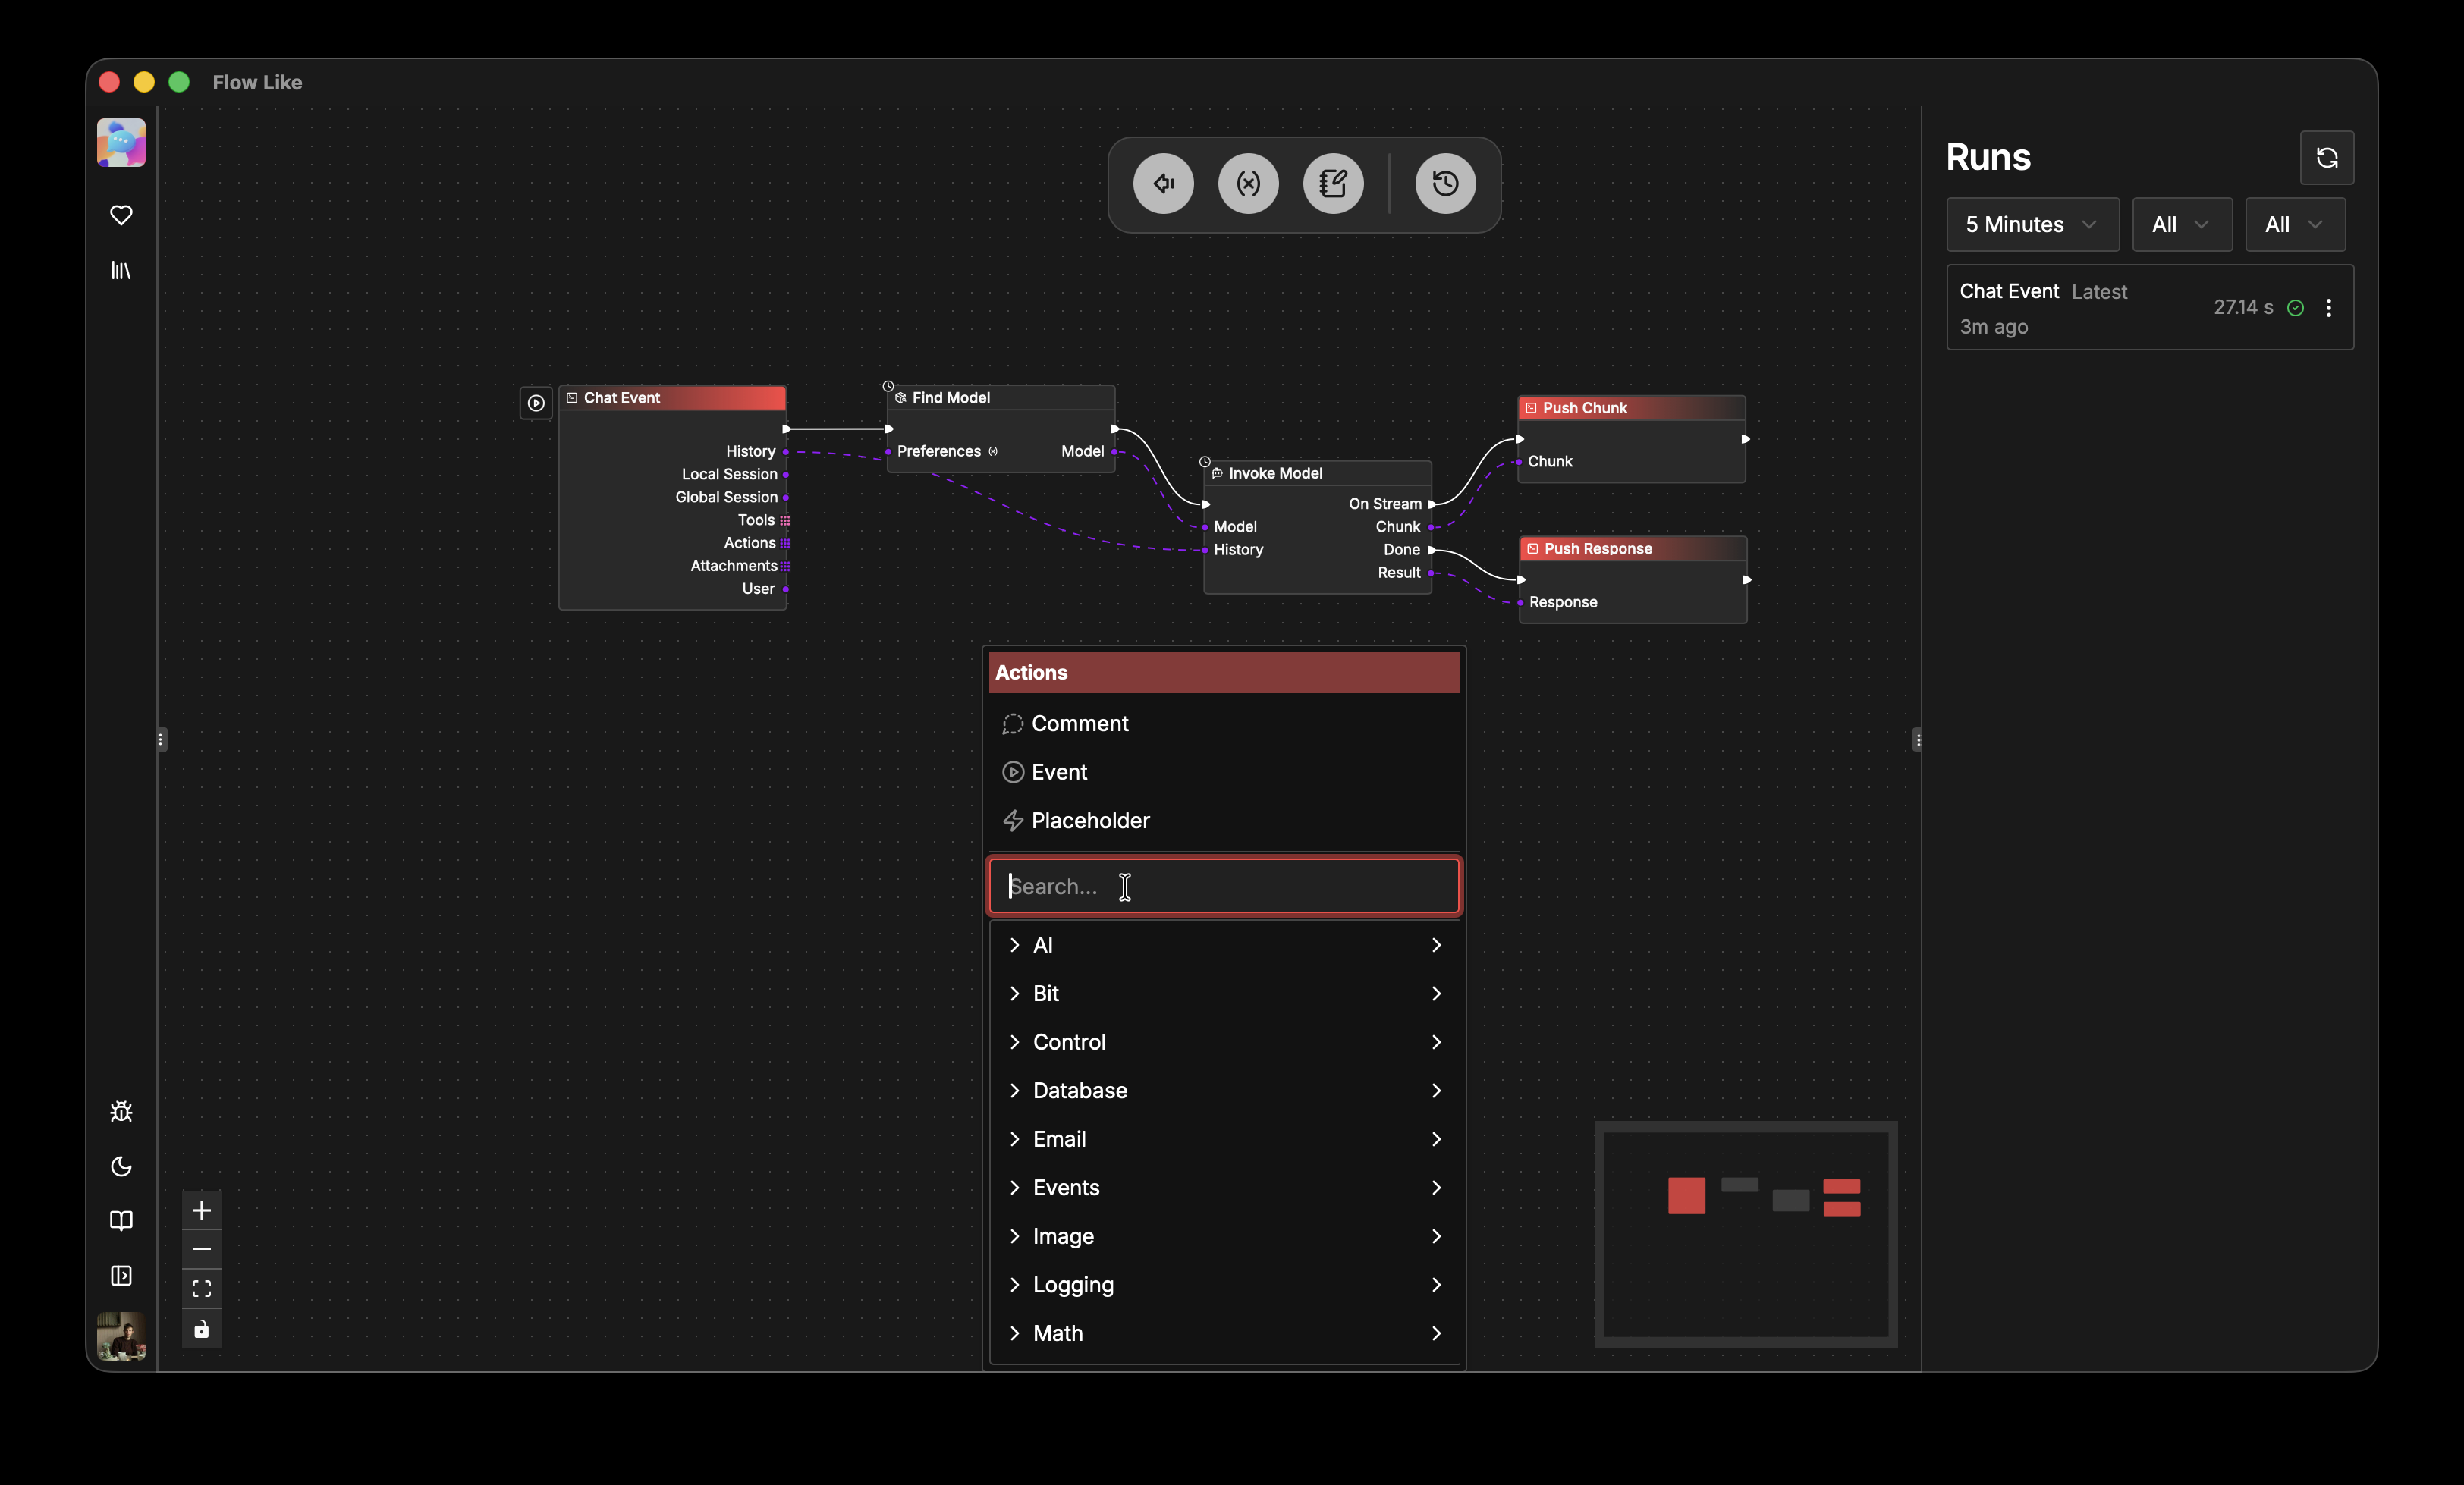 Flow Like
Runs
5 Minutes
All
All
Chat Event Latest
27.14 s
3m ago
Chat Event
History
Local Session
Global Session
Tools
Actions
Attachments
User
Find Model
Preferences
Model
Invoke Model
On Stream
Model
Chunk
History
Done
Result
Push Chunk
Chunk
Push Response
Response
Actions
Comment
Event
Placeholder
Search...
AI
Bit
Control
Database
Email
Events
Image
Logging
Math